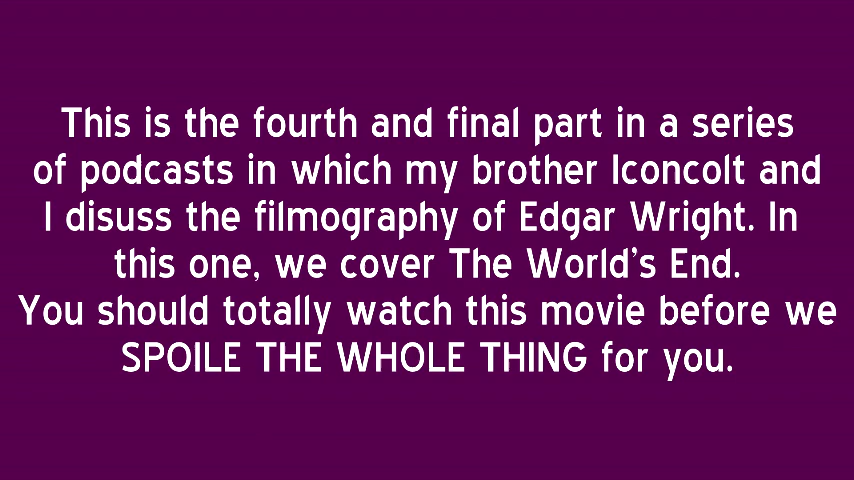 This is the fourth and final part in a series
of podcasts in which my brother Iconcolt and
I disuss the filmography of Edgar Wright. In
this one, we cover The World's End.
You should totally watch this movie before we
SPOILE THE WHOLE THING for you.